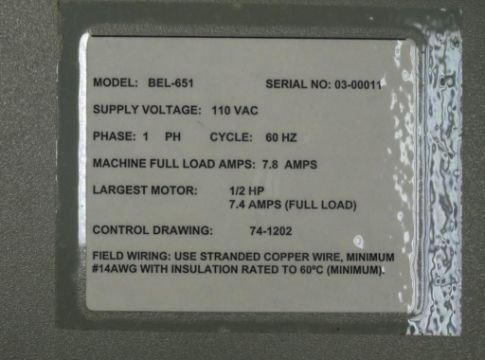 MODEL: BEL-651 SERIAL NO: 03-00011
SUPPLY VOLTAGE: 110 VAC
PHASE: 1 PH CYCLE: 60 HZ
MACHINE FULL LOAD AMPS: 7.8 AMPS
LARGEST MOTOR: 1/2 HP
7.4 AMPS (FULL LOAD)
CONTROL DRAWING: 74-1202
FIELD WIRING: USE STRANDED COPPER WIRE, MINIMUM
#14AWG WITH INSULATION RATED TO 60ºC (MINIMUM).